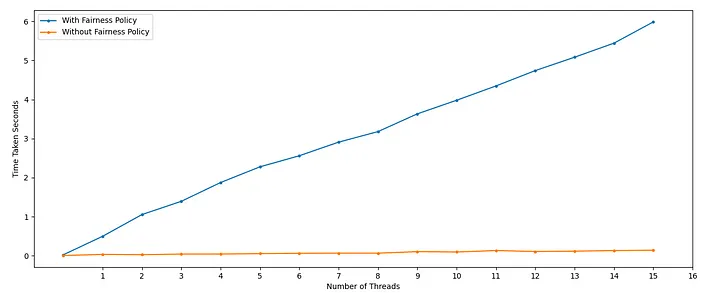 With Fairness Policy
Without Fairness Policy
6
5
4
3
2
1
0
Time Taken Seconds
1 2 3 4 5 6 7 8 9 10 11 12 13 14 15 16
Number of Threads